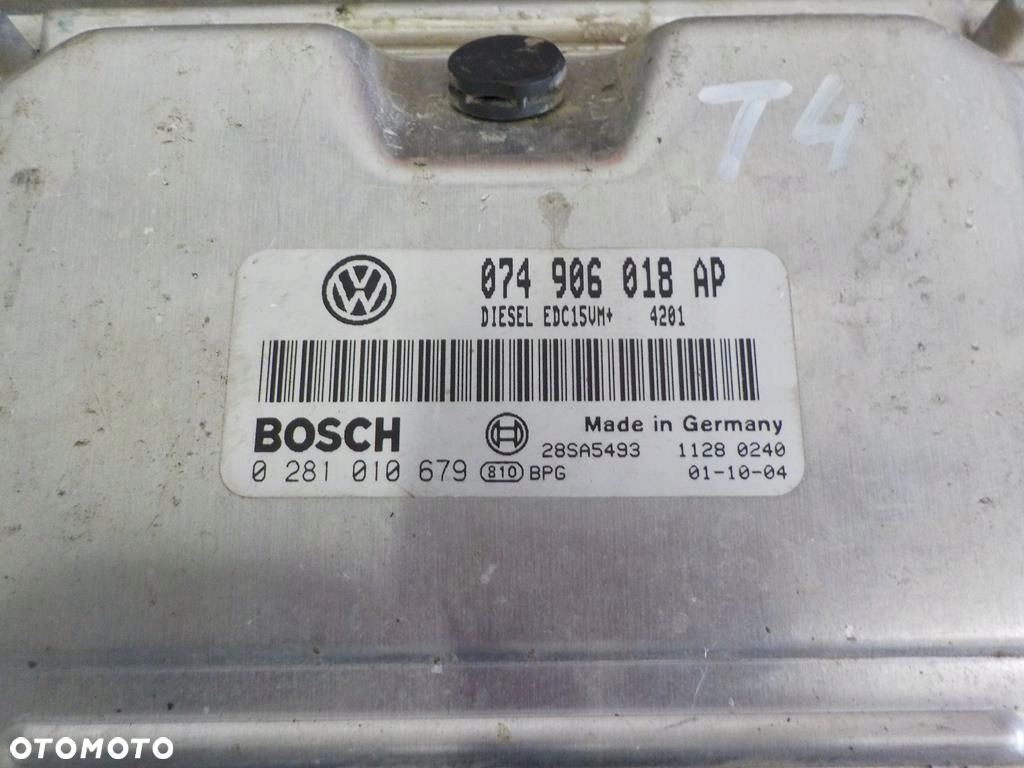 T4
074 906 018 AP
DIESEL EDC15VM+ 4201
BOSCH
Made in Germany
28SA5493 1128 0240
0 281 010 679 810 BPG 01-10-04
OTOMOTO